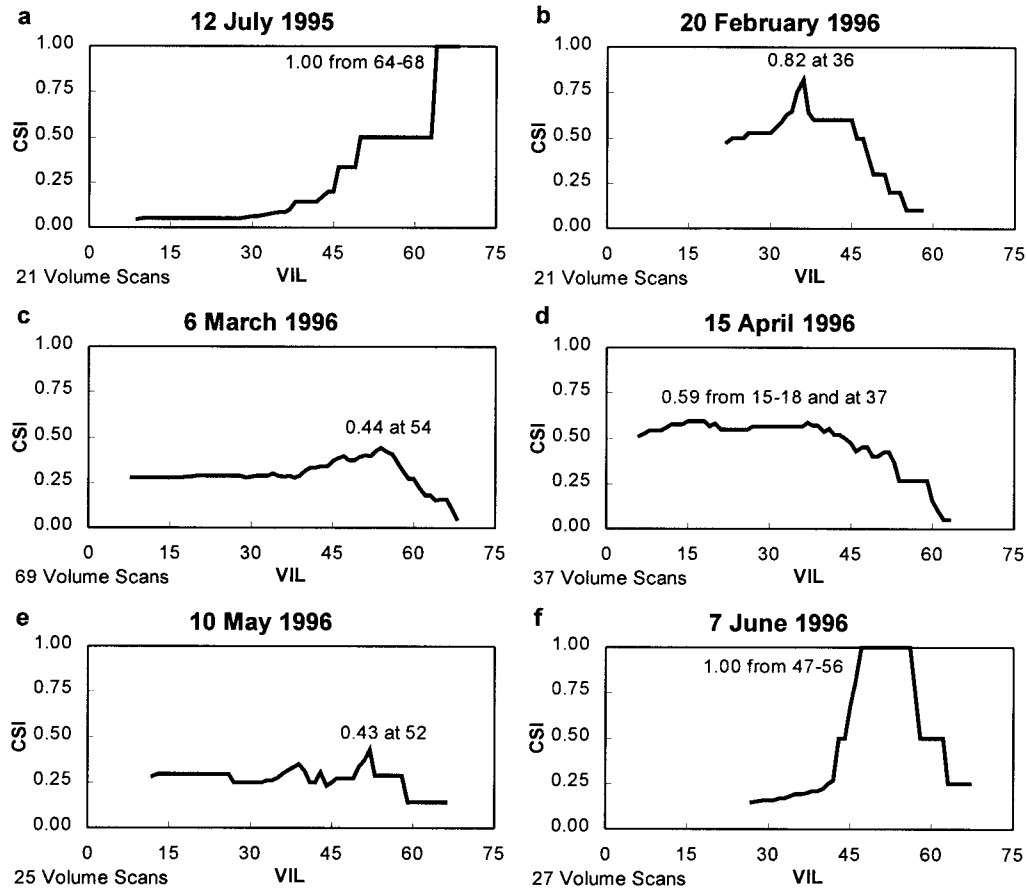 a
12 July 1995
1.00
0.75
0.50
0.25
0.00
CSI
1.00 from 64-68
0 15 30 45 60 75
21 Volume Scans
VIL
b
20 February 1996
1.00
0.75
0.50
0.25
0.00
CSI
0.82 at 36
0 15 30 45 60 75
21 Volume Scans
VIL
c
6 March 1996
1.00
0.75
0.50
0.25
0.00
CSI
0.44 at 54
0 15 30 45 60 75
69 Volume Scans
VIL
d
15 April 1996
1.00
0.75
0.50
0.25
0.00
CSI
0.59 from 15-18 and at 37
0 15 30 45 60 75
37 Volume Scans
VIL
e
10 May 1996
1.00
0.75
0.50
0.25
0.00
CSI
0.43 at 52
0 15 30 45 60 75
25 Volume Scans
VIL
f
7 June 1996
1.00
0.75
0.50
0.25
0.00
CSI
1.00 from 47-56
0 15 30 45 60 75
27 Volume Scans
VIL